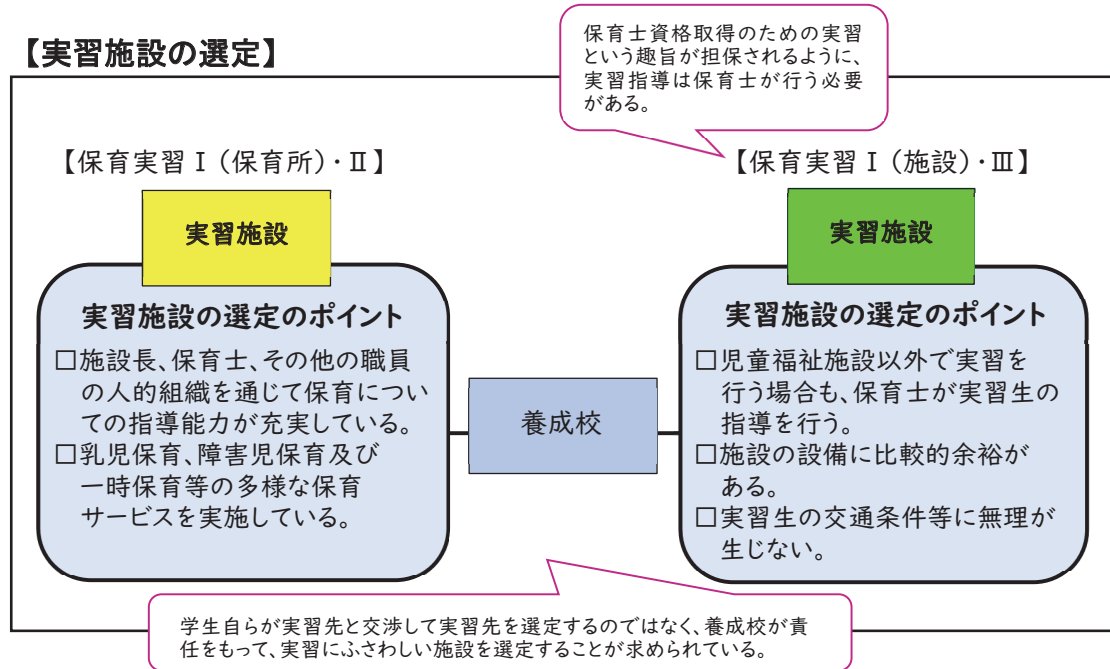 【実習施設の選定】
保育士資格取得のための実習
という趣旨が担保されるように、
実習指導は保育士が行う必要
がある。
【保育実習Ⅰ(保育所)・Ⅱ】
実習施設
実習施設の選定のポイント
□施設長、保育士、その他の職員
の人的組織を通じて保育につい
ての指導能力が充実している。
□乳児保育、障害児保育及び
一時保育等の多様な保育
サービスを実施している。
養成校
【保育実習Ⅰ(施設)・Ⅲ】
実習施設
実習施設の選定のポイント
□児童福祉施設以外で実習を
行う場合も、保育士が実習生の
指導を行う。
□施設の設備に比較的余裕が
ある。
□実習生の交通条件等に無理が
生じない。
学生自らが実習先と交渉して実習先を選定するのではなく、養成校が責
任をもって、実習にふさわしい施設を選定することが求められている。